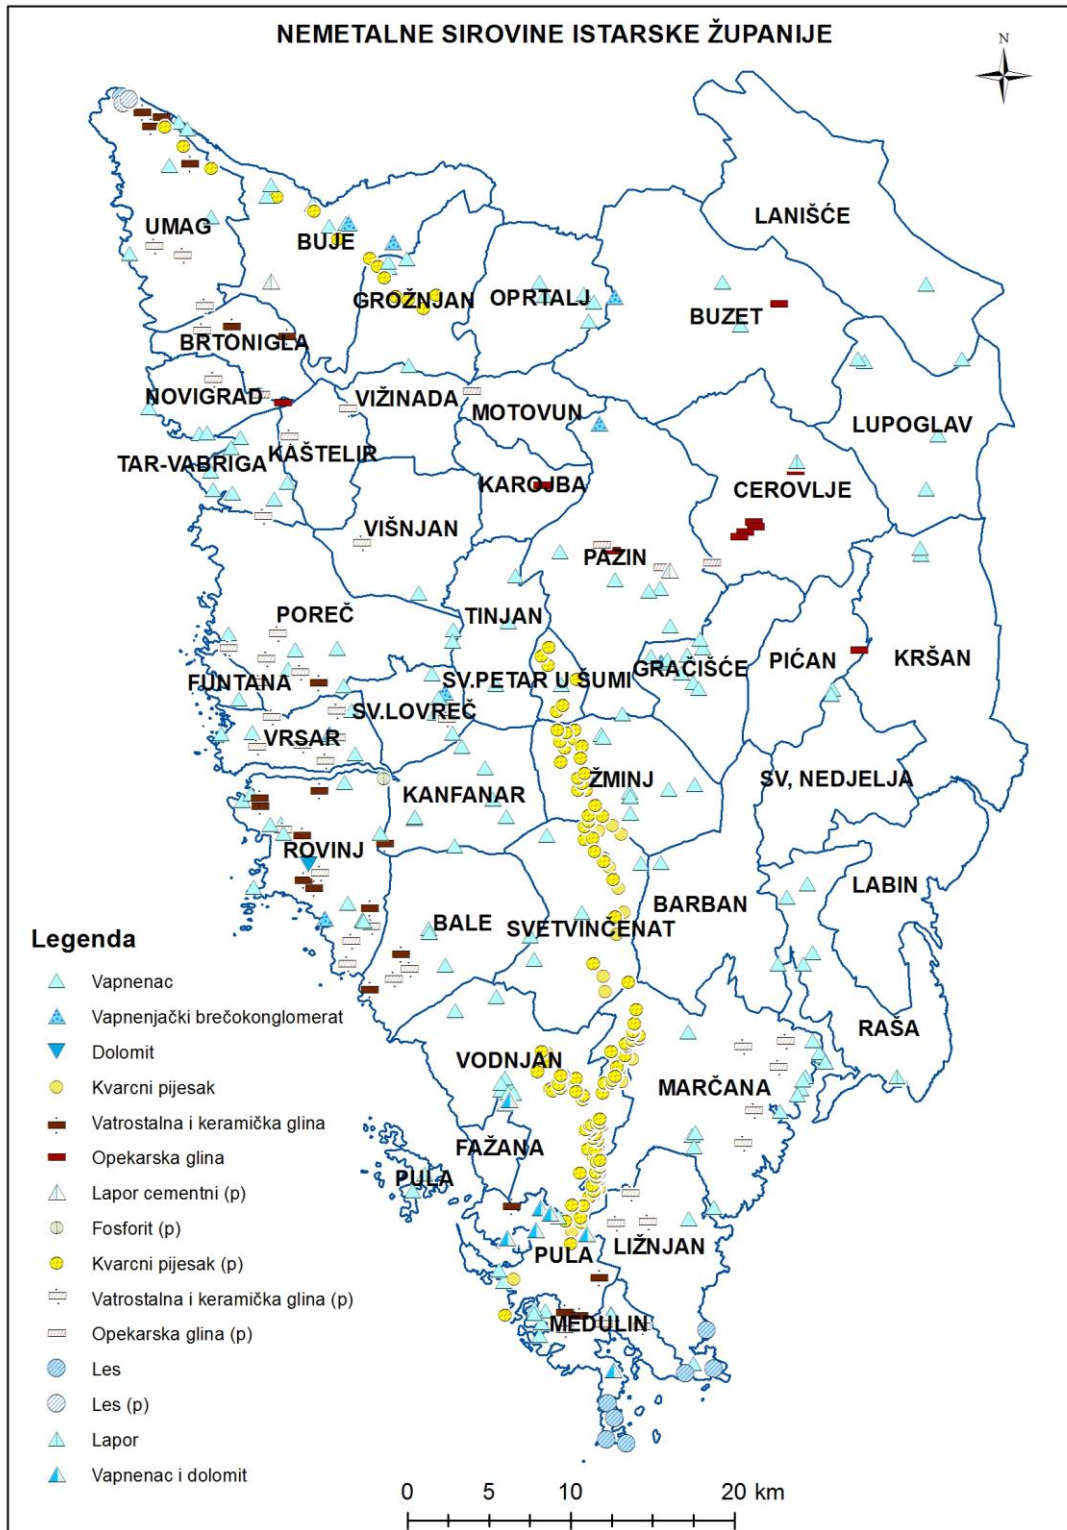 NEMETALNE SIROVINE ISTARSKE ŽUPANIJE
N
LANIŠĆE
UMAG
BUJE
GROŽNJAN
OPRTALJ
BUZET
BRTONIGLA
NOVIGRAD
VIŽINADA
MOTOVUN
LUPOGLAV
TAR-VABRIGA
KAŠTELIR
KAROJBA
CEROVLJE
VIŠNJAN
PAZIN
POREČ
TINJAN
GRAČIŠĆE
PIĆAN
KRŠAN
FUNTANA
SV.PETAR U ŠUMI
SV.LOVREČ
VRSAR
KANFANAR
ŽMINJ
SV, NEDJELJA
ROVINJ
LABIN
BARBAN
BALE
SVETVINČENAT
RAŠA
VODNJAN
MARČANA
FAŽANA
PULA
PULA
LIŽNJAN
MEDULIN
Legenda
Vapnenac
Vapnenjački brečokonglomerat
Dolomit
Kvarcni pijesak
Vatrostalna i keramička glina
Opekarska glina
Lapor cementni (p)
Fosforit (p)
Kvarcni pijesak (p)
Vatrostalna i keramička glina (p)
Opekarska glina (p)
Les
Les (p)
Lapor
Vapnenac i dolomit
0 5 10 20 km